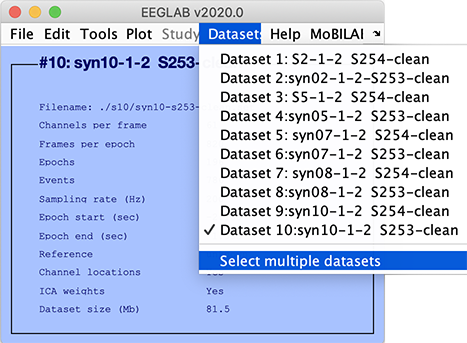 EEGLAB v2020.0
File Edit Tools Plot Study Datasets Help MoBILAB
#10: syn10-1-2 S253-
Filename: ./s10/syn10-s253-
Channels per frame
Frames per epoch
Epochs
Events
Sampling rate (Hz)
Epoch start (sec)
Epoch end (sec)
Reference
Channel locations
ICA weights Yes
Dataset size (Mb) 81.5
Dataset 1: S2-1-2 S254-clean
Dataset 2:syn02-1-2-S253-clean
Dataset 3: S5-1-2 S254-clean
Dataset 4:syn05-1-2 S253-clean
Dataset 5: syn07-1-2 S254-clean
Dataset 6:syn07-1-2 S253-clean
Dataset 7: syn08-1-2 S254-clean
Dataset 8:syn08-1-2 S253-clean
Dataset 9:syn10-1-2 S254-clean
✓ Dataset 10:syn10-1-2 S253-clean
Select multiple datasets